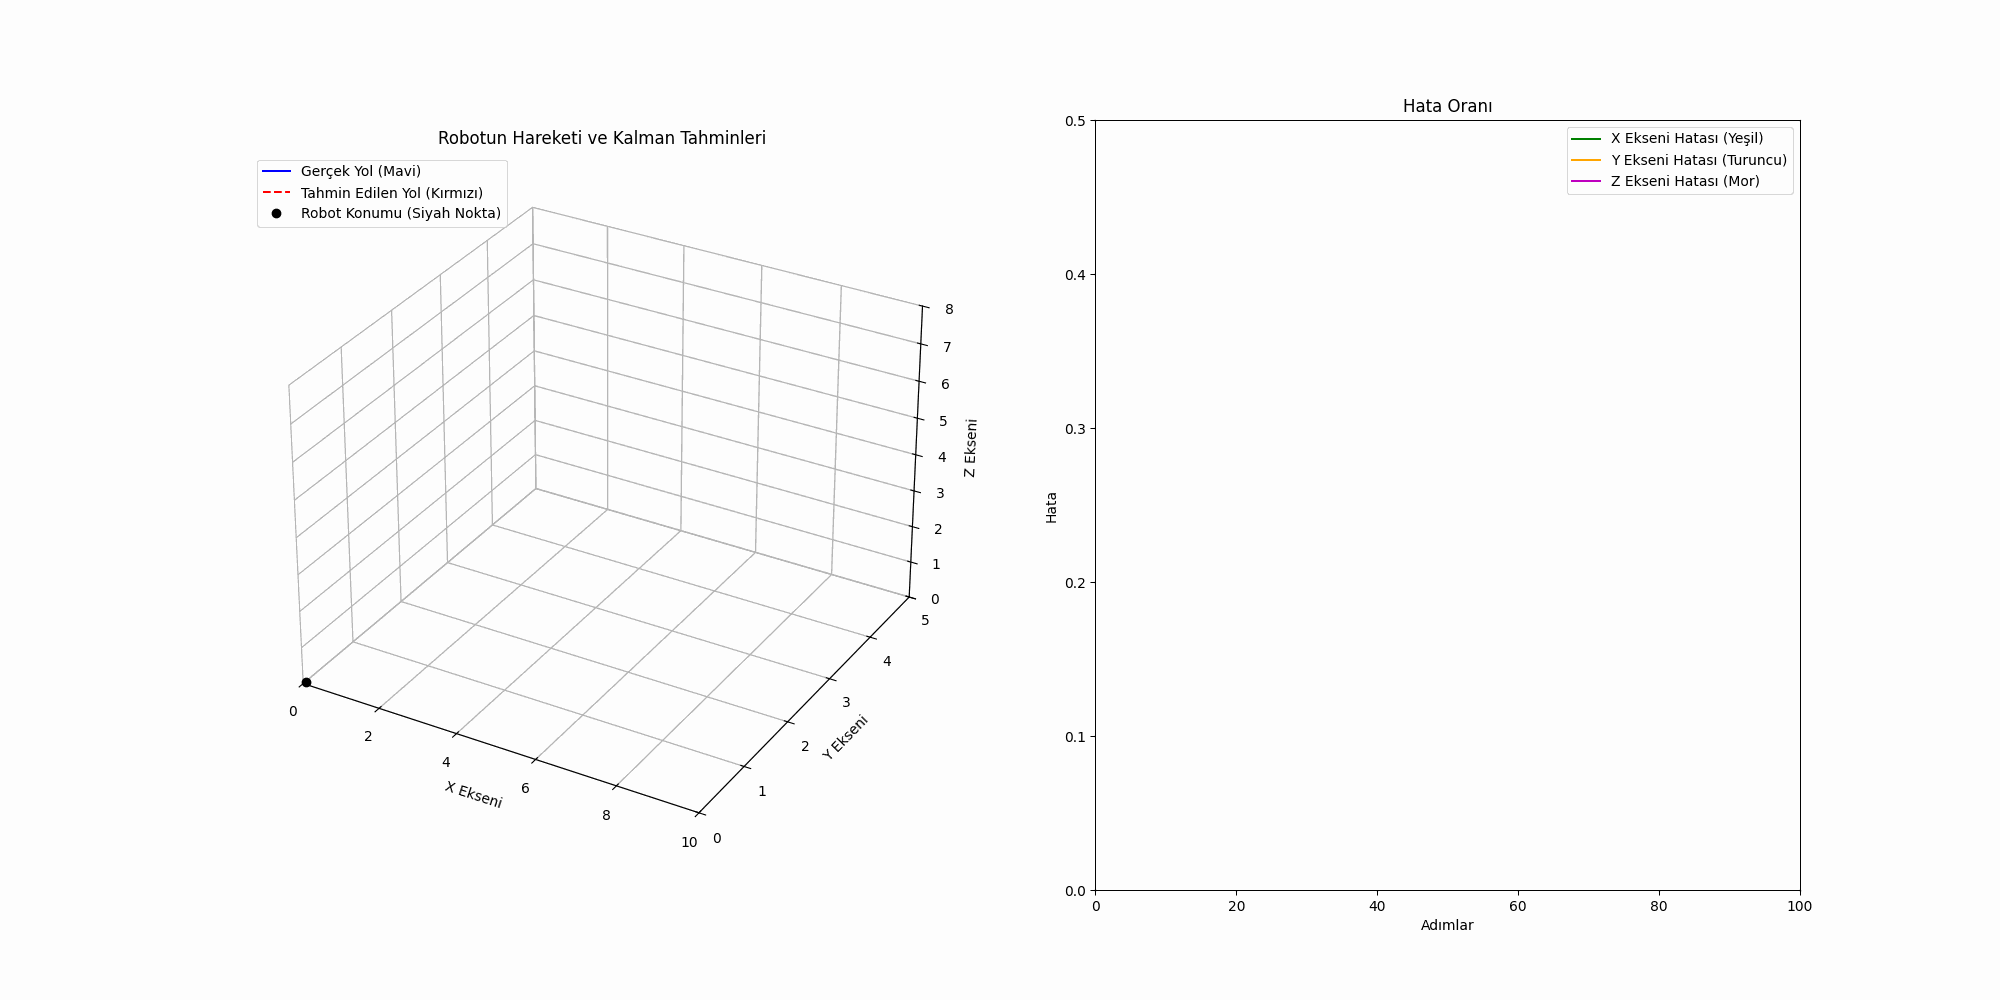 Robotun Hareketi ve Kalman Tahminleri
Gerçek Yol (Mavi)
Tahmin Edilen Yol (Kırmızı)
Robot Konumu (Siyah Nokta)
8
7
6
5
4
3
2
1
0
Z Ekseni
5
4
3
2
1
0
Y Ekseni
0
2
4
6
8
10
X Ekseni
Hata Oranı
X Ekseni Hatası (Yeşil)
Y Ekseni Hatası (Turuncu)
Z Ekseni Hatası (Mor)
0.5
0.4
0.3
0.2
0.1
0.0
Hata
0
20
40
60
80
100
Adımlar